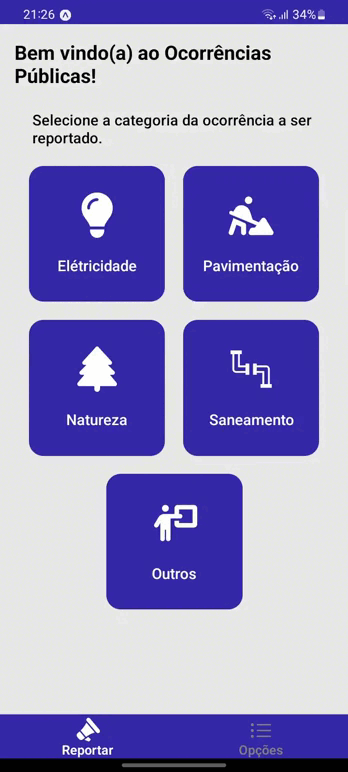 21:26 34%
Bem vindo(a) ao Ocorrências
Públicas!
Selecione a categoria da ocorrência a ser
reportado.
Elétricidade Pavimentação
Natureza Saneamento
Outros
Reportar Opções